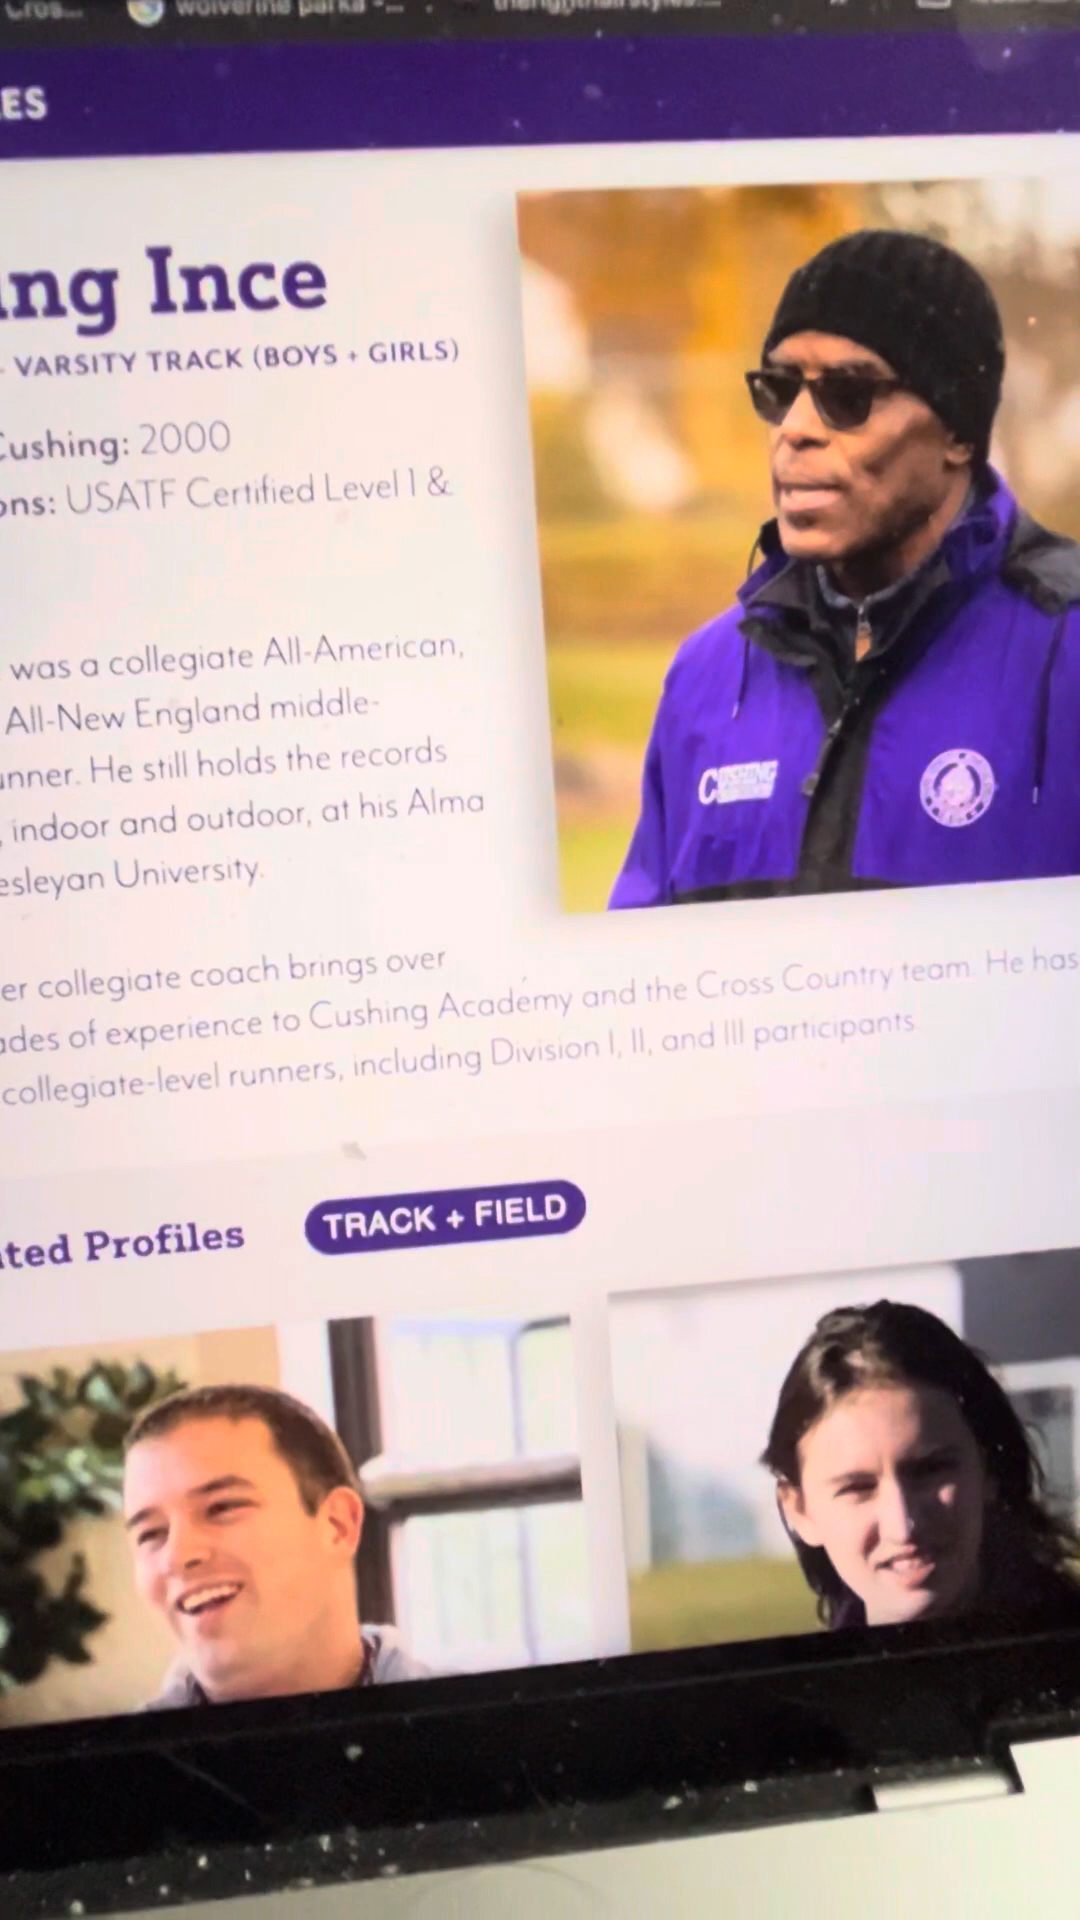 ES
ng Ince
- VARSITY TRACK (BOYS + GIRLS)
Cushing: 2000
ons: USATF Certified Level I &
was a collegiate All-American,
All-New England middle-
unner. He still holds the records
, indoor and outdoor, at his Alma
esleyan University.
er collegiate coach brings over
ades of experience to Cushing Academy and the Cross Country team. He has
collegiate-level runners, including Division I, II, and III participants
CUSHING
ted Profiles
TRACK + FIELD